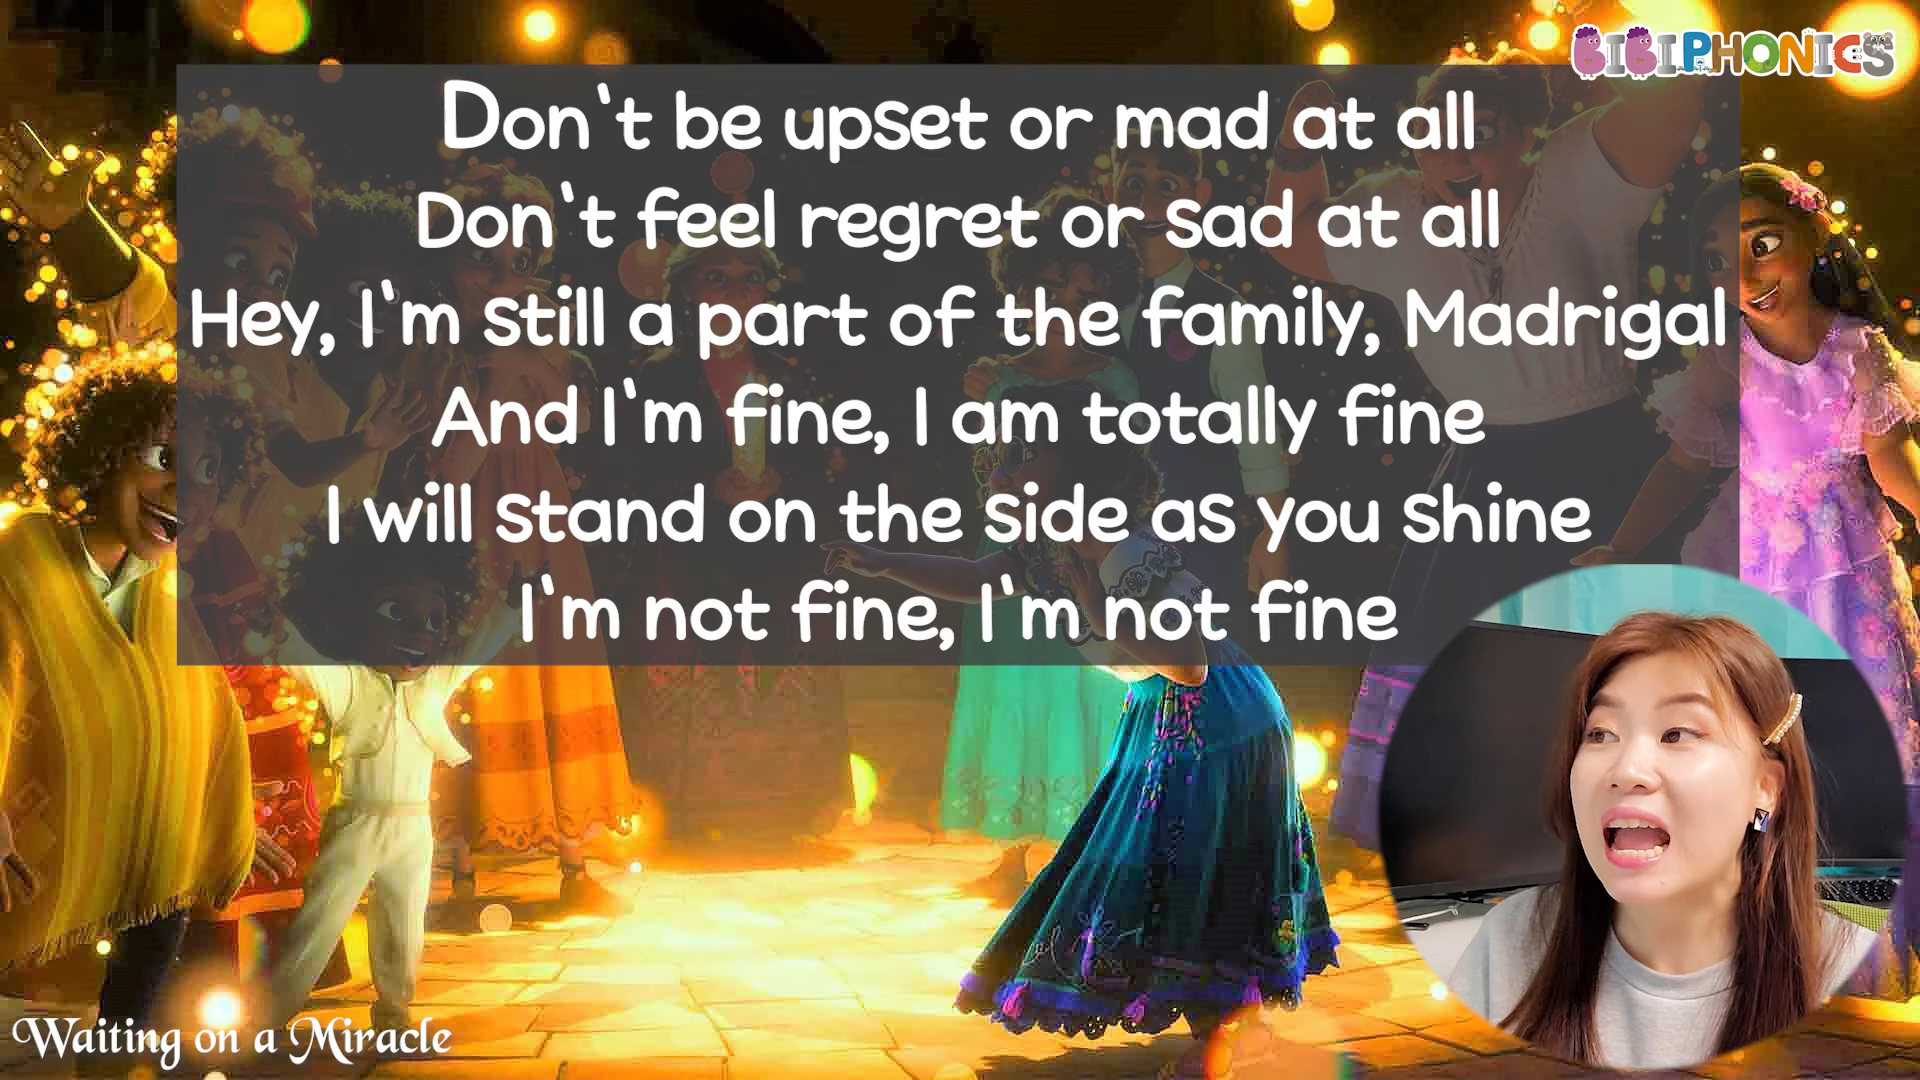 BIBIPHONICS
Don't be upset or mad at all
Don't feel regret or sad at all
Hey, I'm still a part of the family, Madrigal
And I'm fine, I am totally fine
I will stand on the side as you shine
I'm not fine, I'm not fine
Waiting on a Miracle